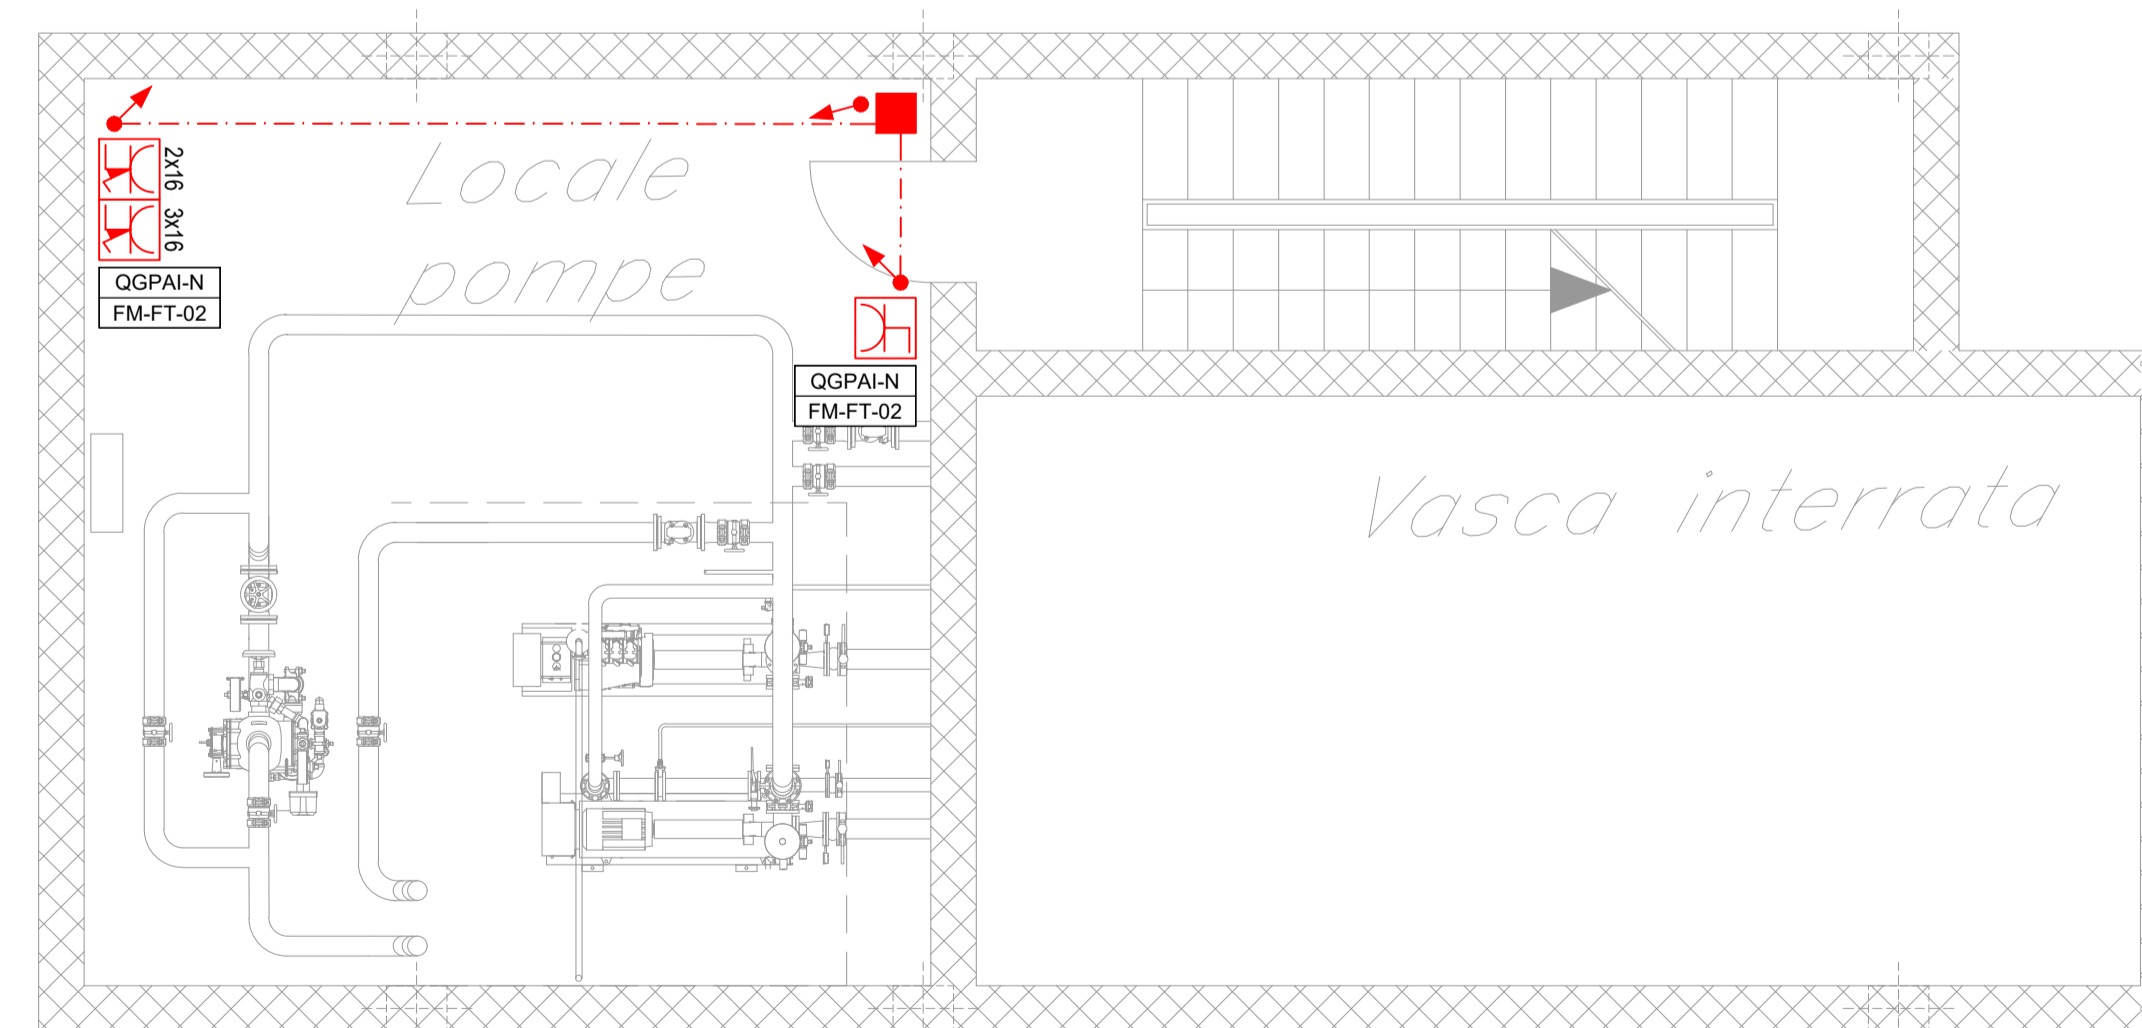 2x16
3x16
QGPAI-N
FM-FT-02
Locale
pompe
QGPAI-N
FM-FT-02
Vasca interrata